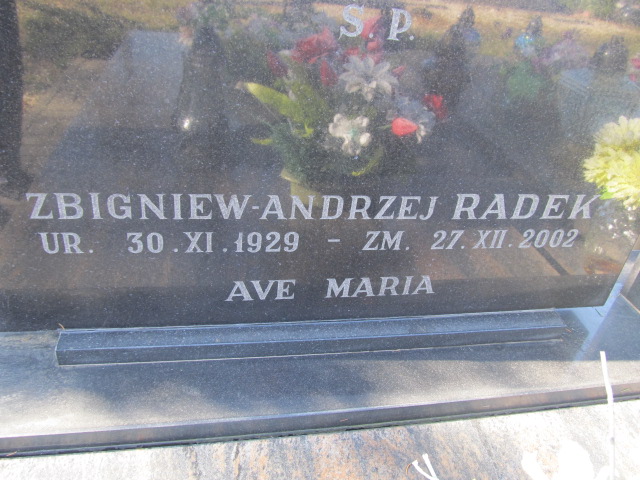 Ś.P.
ZBIGNIEW-ANDRZEJ RADEK
UR. 30.XI.1929 - ZM. 27.XII.2002
AVE MARIA